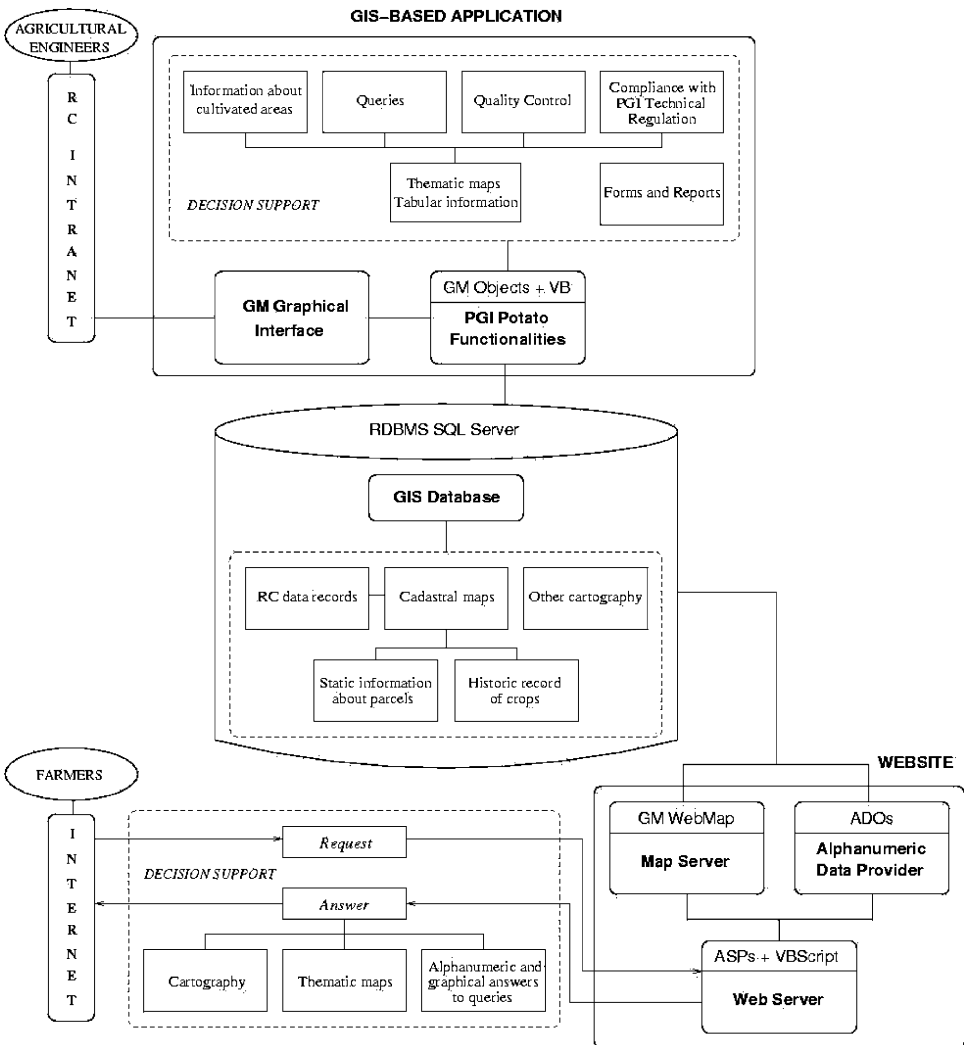 GIS–BASED APPLICATION
AGRICULTURAL
ENGINEERS
RC INTRANET
Information about
cultivated areas
Queries
Quality Control
Compliance with
PGI Technical
Regulation
DECISION SUPPORT
Thematic maps
Tabular information
Forms and Reports
GM Graphical
Interface
GM Objects + VB
PGI Potato
Functionalities
RDBMS SQL Server
GIS Database
RC data records
Cadastral maps
Other cartography
Static information
about parcels
Historic record
of crops
FARMERS
INTERNET
Request
DECISION SUPPORT
Answer
Cartography
Thematic maps
Alphanumeric and
graphical answers
to queries
WEBSITE
GM WebMap
Map Server
ADOs
Alphanumeric
Data Provider
ASPs + VBScript
Web Server